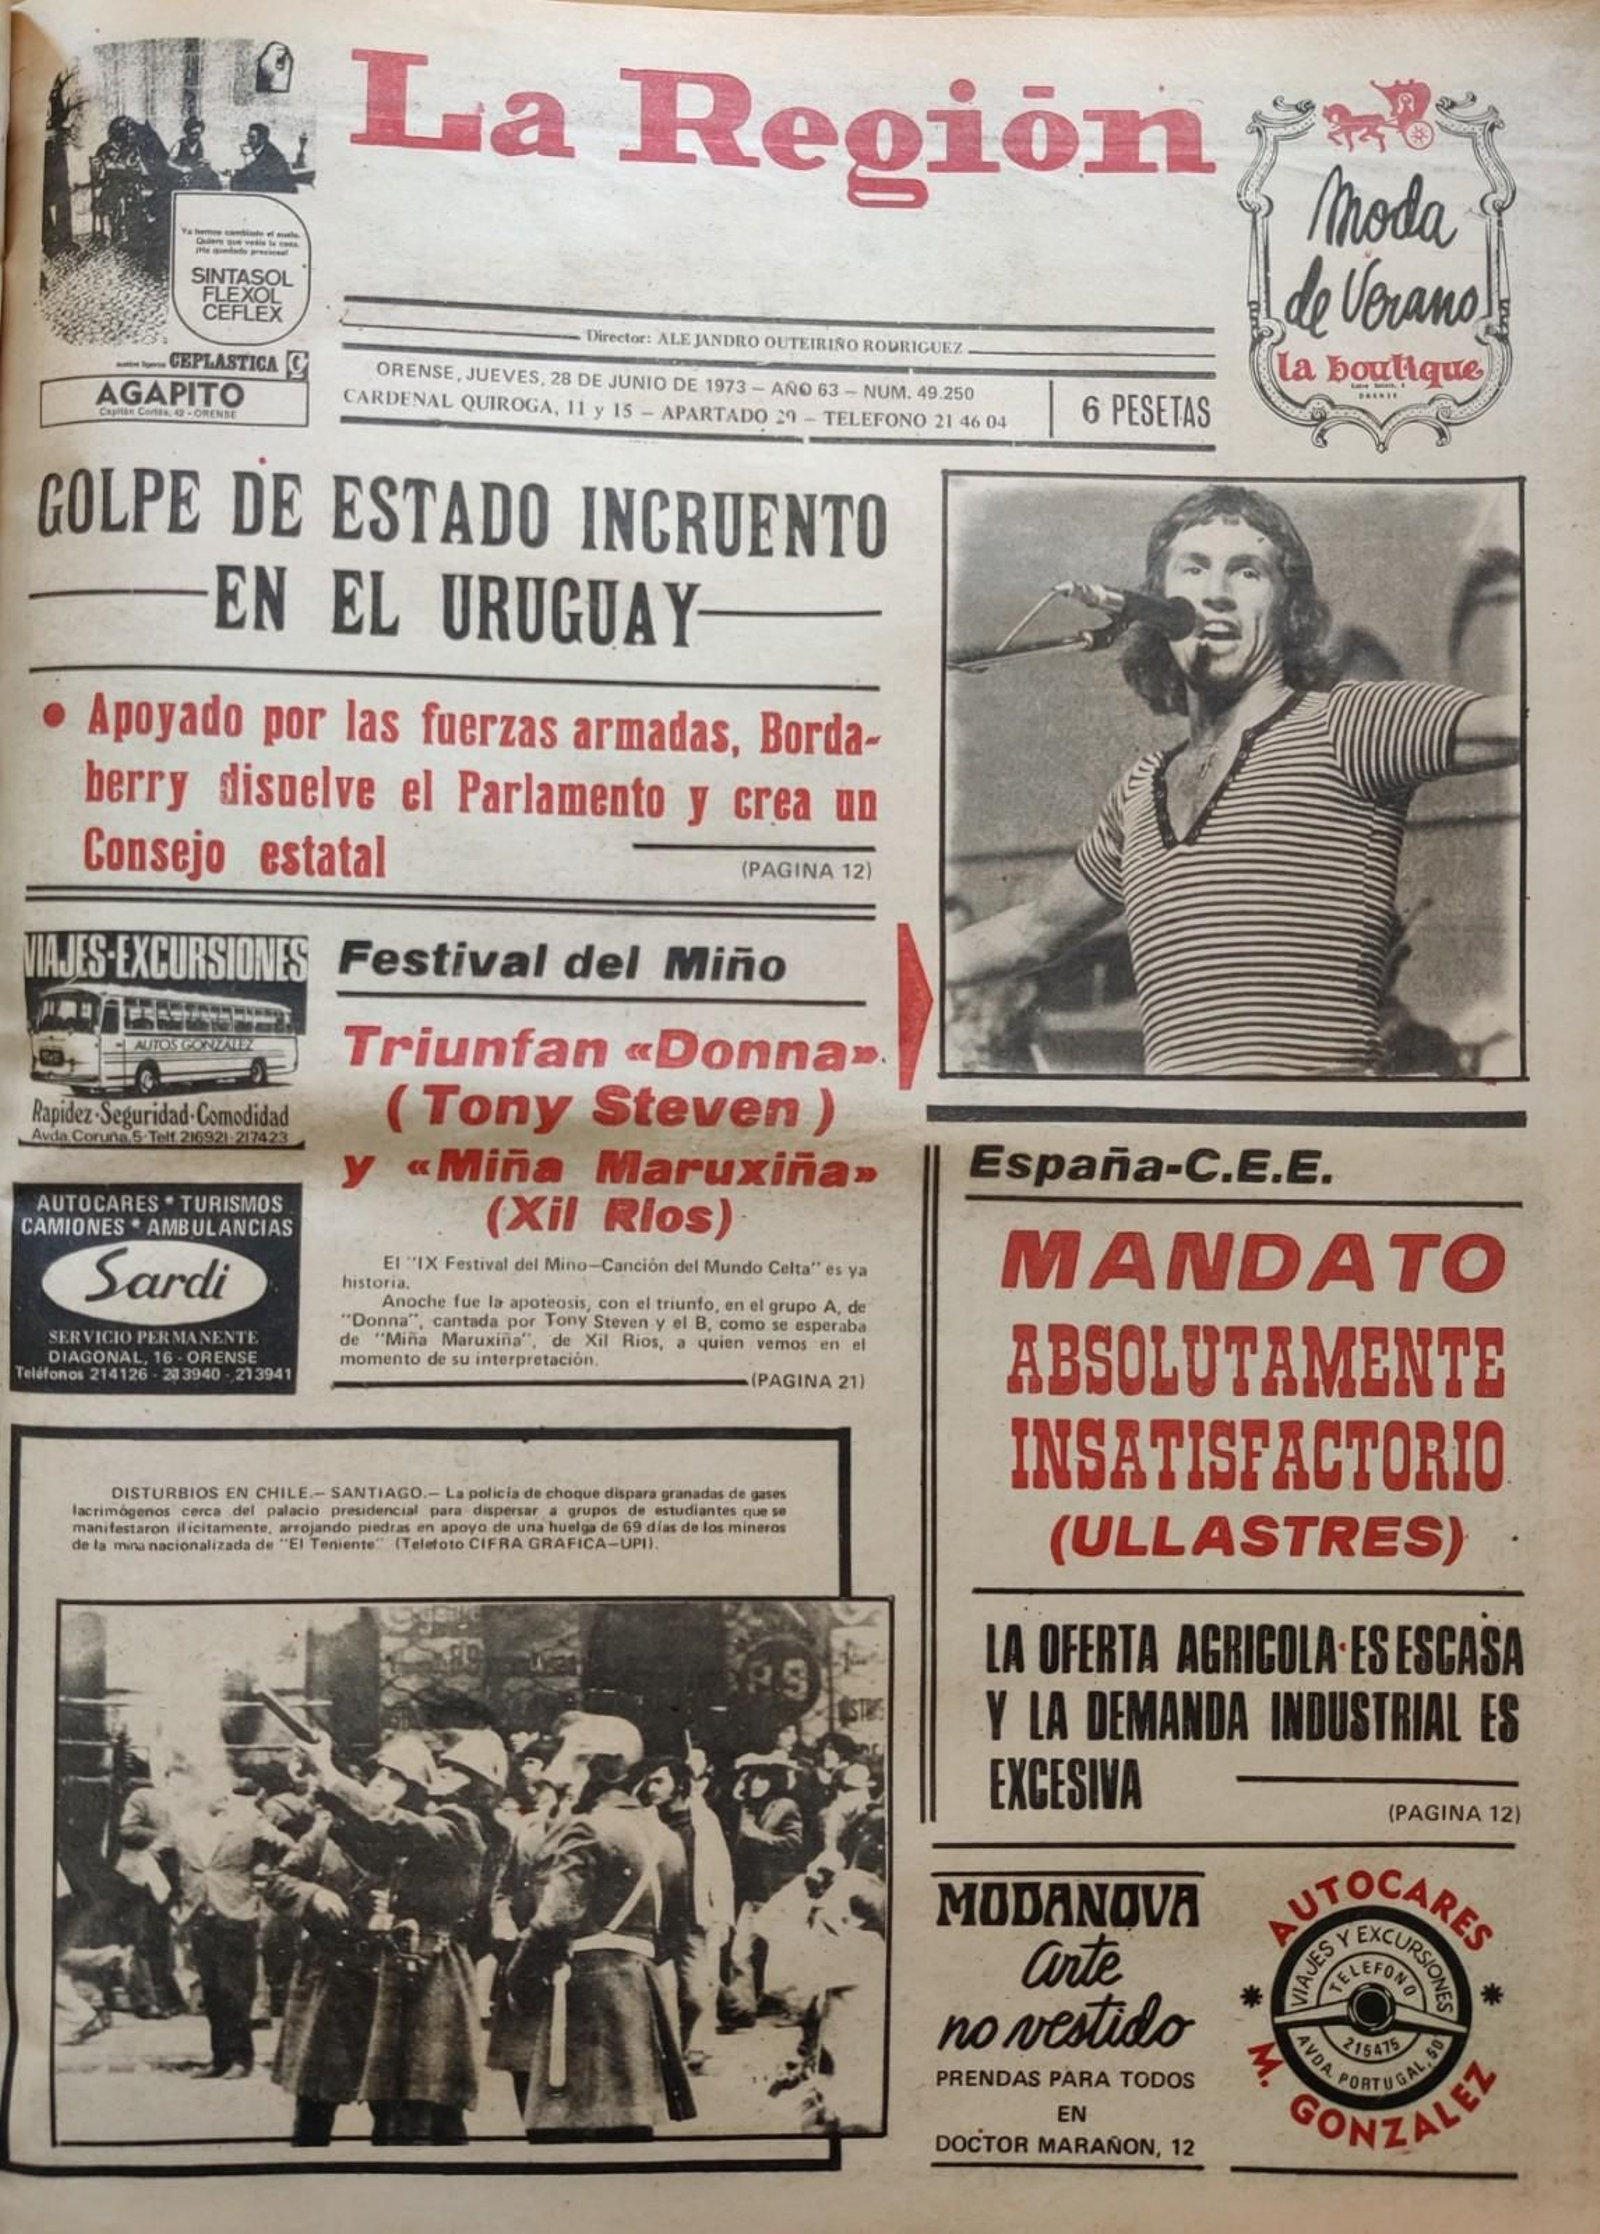 La Región
Ya hemos cambiado el suelo.
Quiero que veáis la casa.
¡Ha quedado preciosa!
SINTASOL
FLEXOL
CEFLEX
CEPLASTICA
AGAPITO
Capitán Cortés, 42 - ORENSE
Moda
de Verano
la boutique
ORENSE
Director: ALEJANDRO OUTEIRIÑO RODRIGUEZ
ORENSE, JUEVES, 28 DE JUNIO DE 1973 – AÑO 63 – NUM. 49.250
CARDENAL QUIROGA, 11 y 15 – APARTADO 29 – TELEFONO 21 46 04
6 PESETAS
GOLPE DE ESTADO INCRUENTO
EN EL URUGUAY
• Apoyado por las fuerzas armadas, Borda-
berry disuelve el Parlamento y crea un
Consejo estatal
(PAGINA 12)
VIAJES-EXCURSIONES
AUTOS GONZALEZ
Rapidez-Seguridad-Comodidad
Avda. Coruña, 5-Telf. 216921-217423
AUTOCARES * TURISMOS
CAMIONES * AMBULANCIAS
Sardi
SERVICIO PERMANENTE
DIAGONAL, 16 - ORENSE
Teléfonos 214126 - 213940 - 213941
Festival del Miño
Triunfan «Donna»
(Tony Steven)
y «Miña Maruxiña»
(Xil Rios)
El "IX Festival del Mino—Canción del Mundo Celta" es ya
historia.
Anoche fue la apoteosis, con el triunfo, en el grupo A, de
"Donna", cantada por Tony Steven y el B, como se esperaba
de "Miña Maruxiña", de Xil Rios, a quien vemos en el
momento de su interpretación.
(PAGINA 21)
España-C.E.E.
MANDATO
ABSOLUTAMENTE
INSATISFACTORIO
(ULLASTRES)
LA OFERTA AGRICOLA ES ESCASA
Y LA DEMANDA INDUSTRIAL ES
EXCESIVA
(PAGINA 12)
DISTURBIOS EN CHILE.— SANTIAGO.— La policía de choque dispara granadas de gases
lacrimógenos cerca del palacio presidencial para dispersar a grupos de estudiantes que se
manifestaron ilícitamente, arrojando piedras en apoyo de una huelga de 69 días de los mineros
de la mina nacionalizada de "El Teniente" (Telefoto CIFRA GRAFICA—UPI).
MODANOVA
arte
no vestido
PRENDAS PARA TODOS
EN
DOCTOR MARAÑON, 12
AUTOCARES
VIAJES Y EXCURSIONES
TELEFONO
215475
AVDA. PORTUGAL, 50
* *
M. GONZALEZ